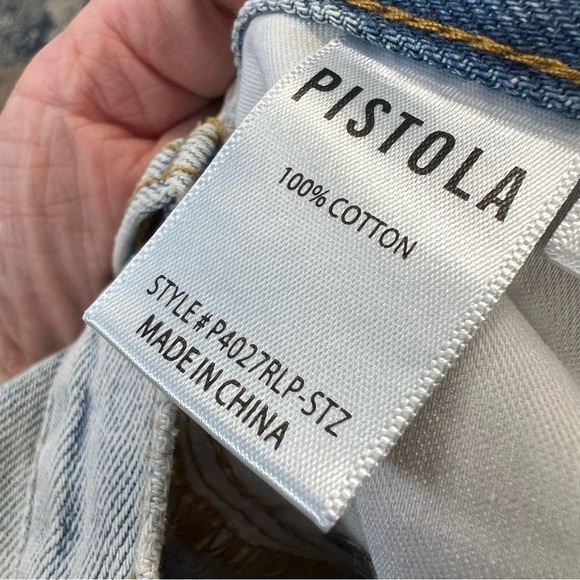 PISTOLA
100% COTTON
STYLE # P4027RLP-STZ
MADE IN CHINA